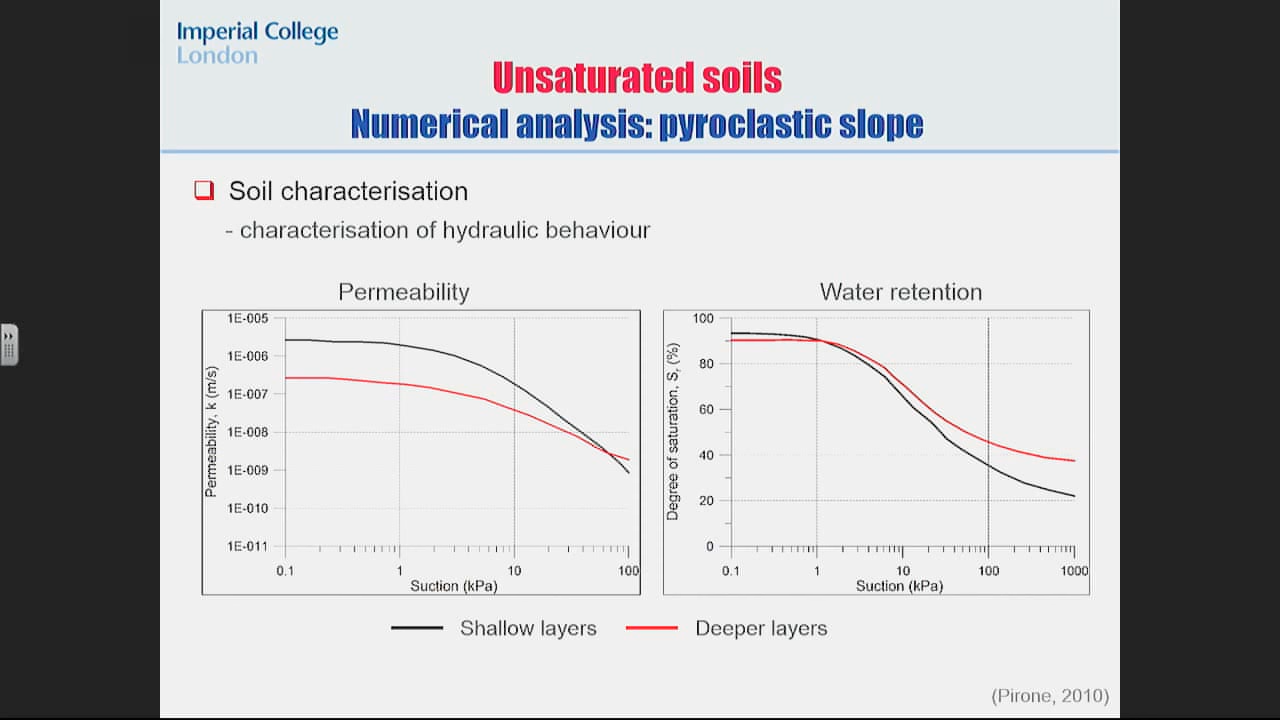 Imperial College
London
Unsaturated soils
Numerical analysis: pyroclastic slope
Soil characterisation
- characterisation of hydraulic behaviour
Permeability
1E-005
1E-006
1E-007
1E-008
1E-009
1E-010
1E-011
Permeability, k (m/s)
0.1 1 10 100
Suction (kPa)
Water retention
100
80
60
40
20
0
Degree of saturation, Sr (%)
0.1 1 10 100 1000
Suction (kPa)
Shallow layers Deeper layers
(Pirone, 2010)